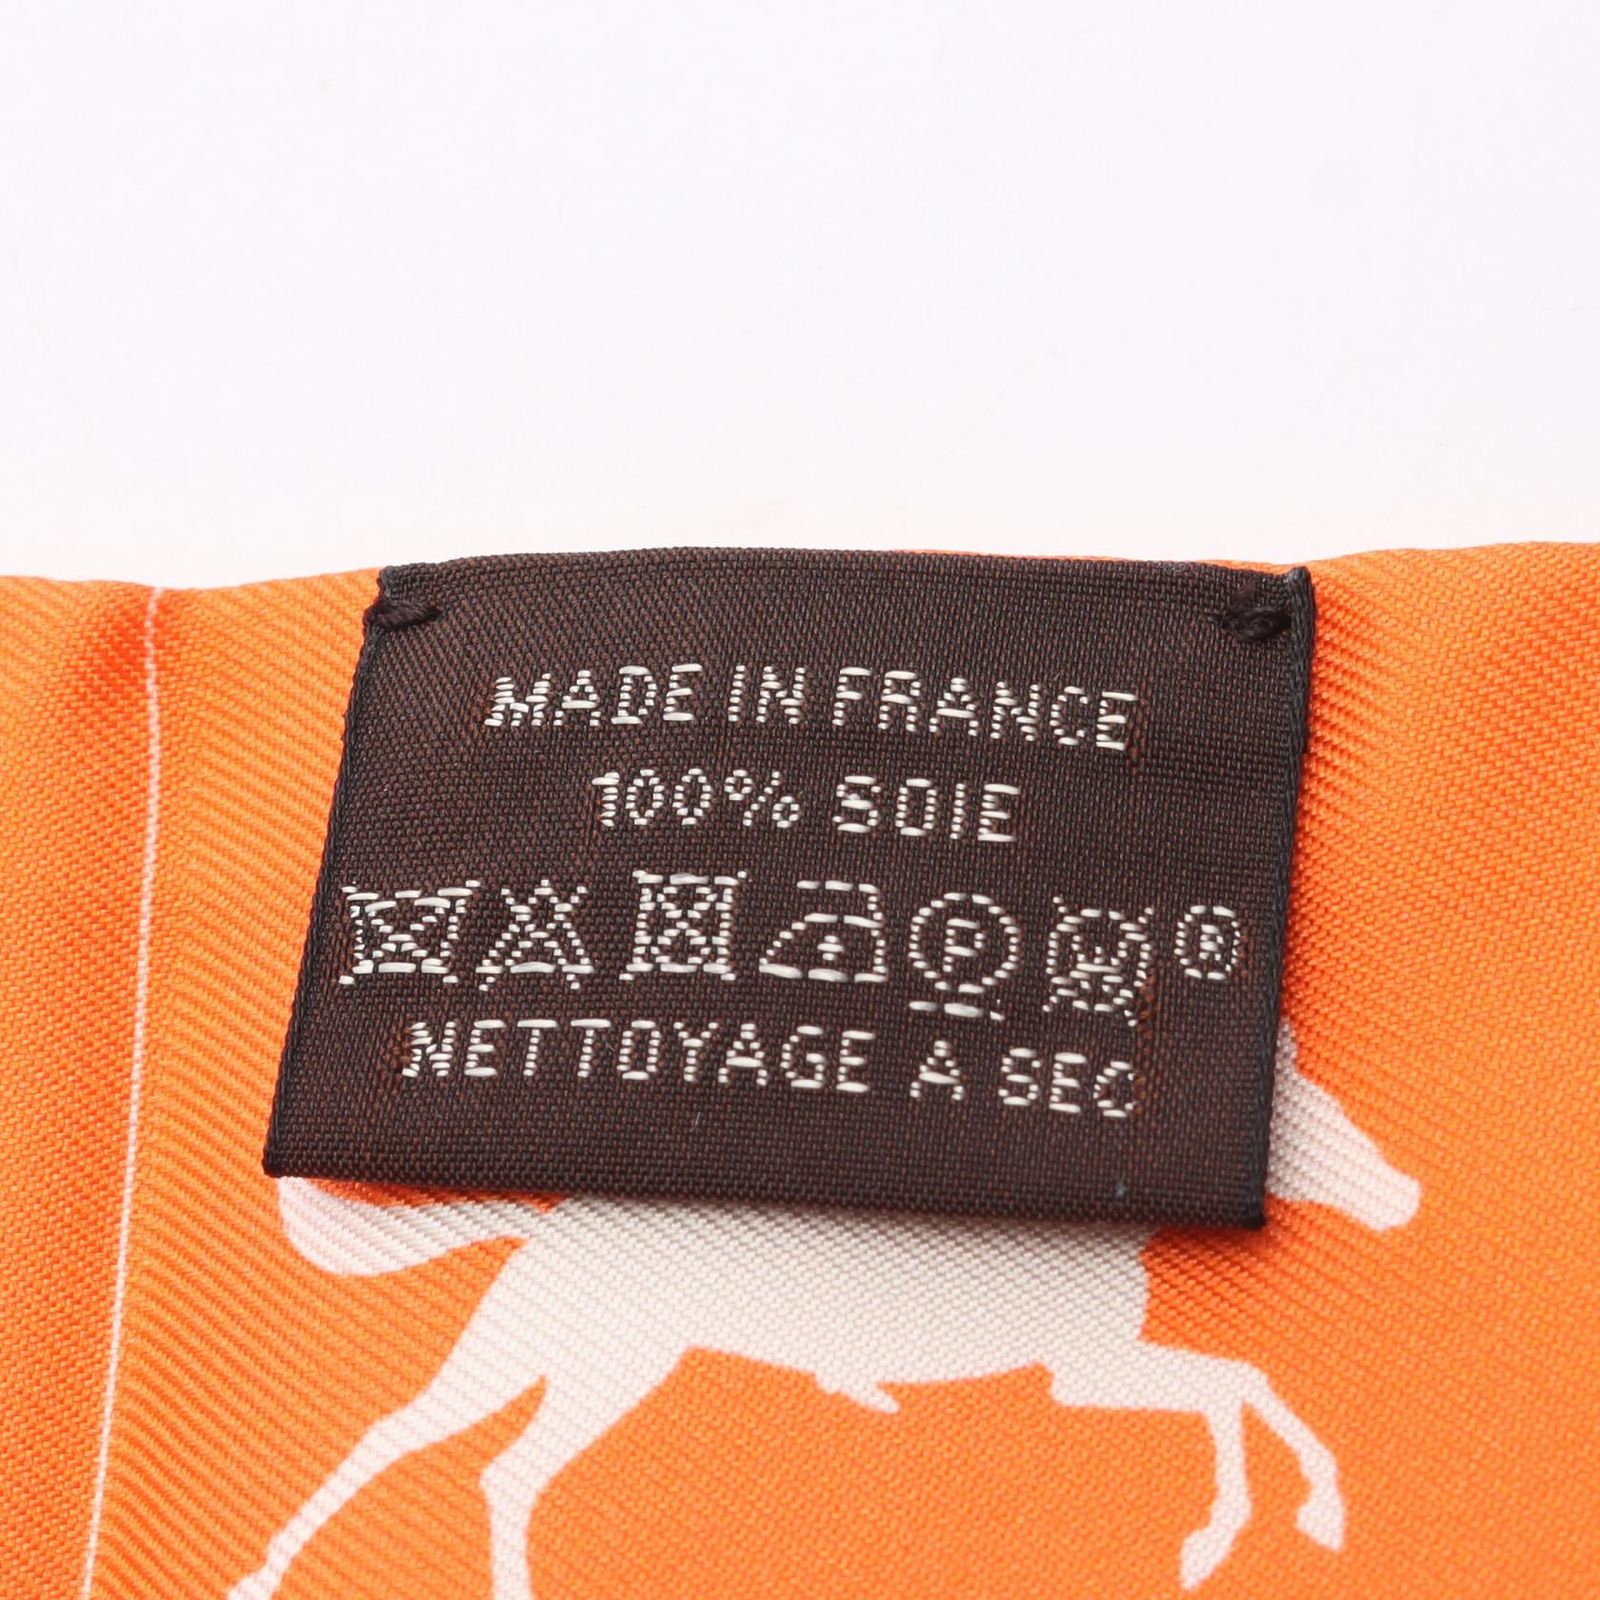 MADE IN FRANCE
100% SOIE
P W ®
NETTOYAGE A SEC